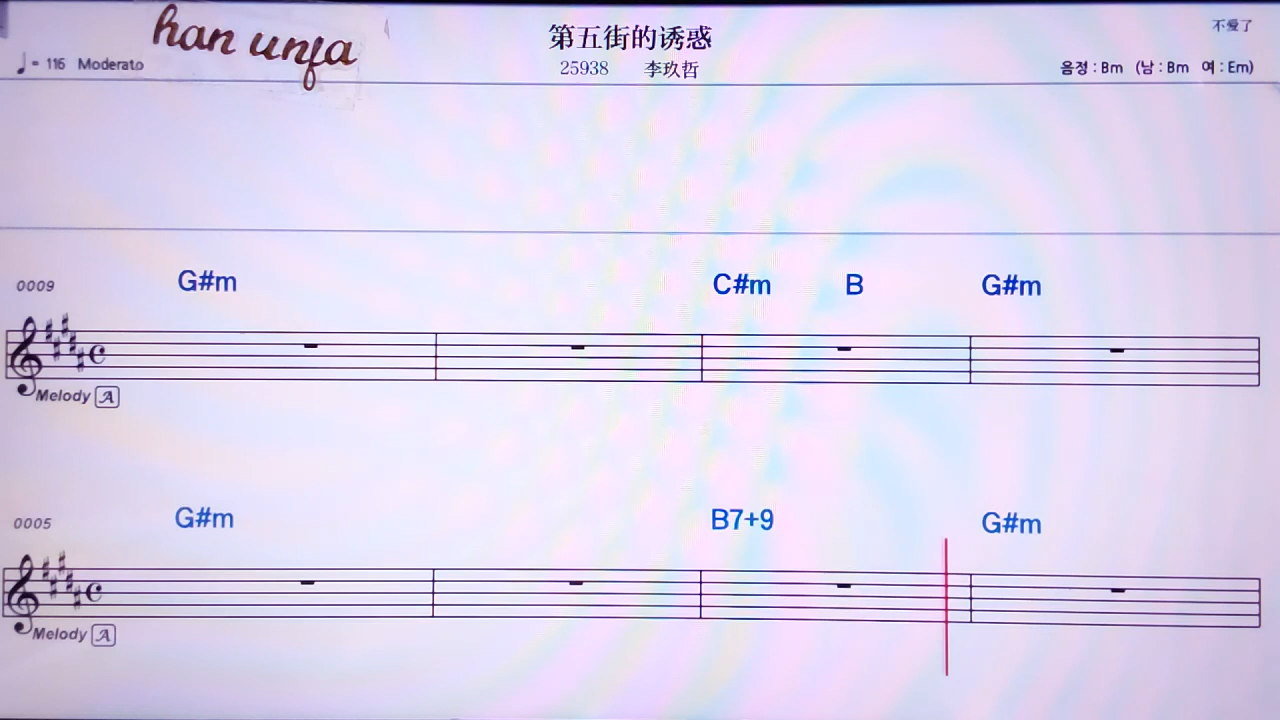 han unfa
第五街的诱惑
不爱了
♩= 116 Moderato
25938 李玖哲
음정 : Bm (남 : Bm 여 : Em)
0009 G#m C#m B G#m
Melody A
0005 G#m B7+9 G#m
Melody A